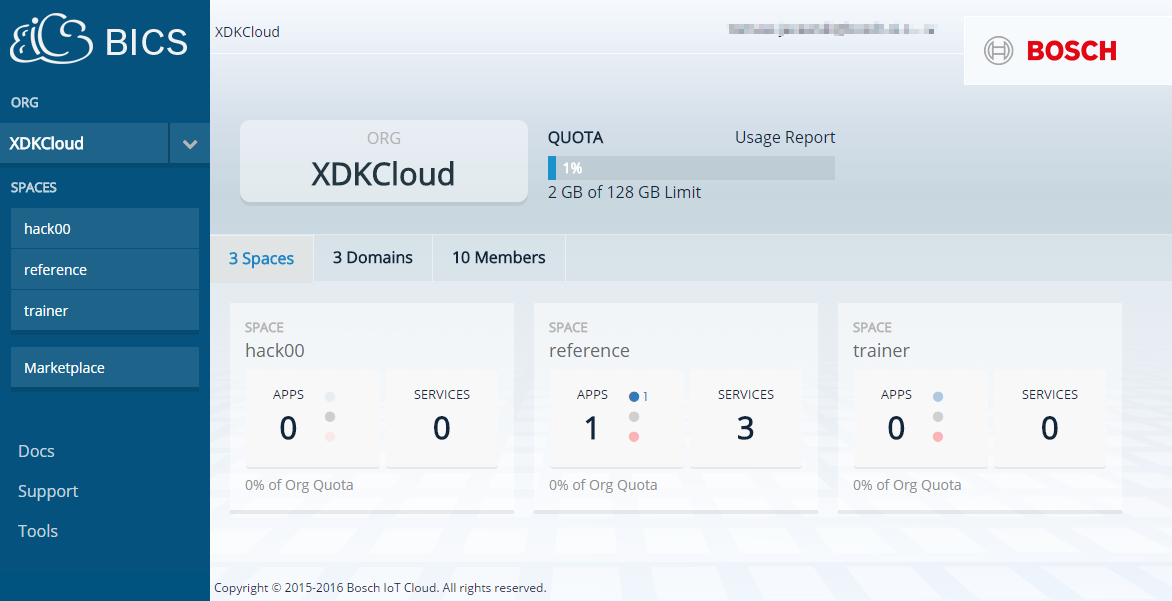 BICS
ORG
XDKCloud
SPACES
hack00
reference
trainer
Marketplace
Docs
Support
Tools
XDKCloud
BOSCH
ORG
XDKCloud
QUOTA
Usage Report
1%
2 GB of 128 GB Limit
3 Spaces
3 Domains
10 Members
SPACE
hack00
APPS
0
SERVICES
0
0% of Org Quota
SPACE
reference
APPS
1
1
SERVICES
3
0% of Org Quota
SPACE
trainer
APPS
0
SERVICES
0
0% of Org Quota
Copyright © 2015-2016 Bosch IoT Cloud. All rights reserved.